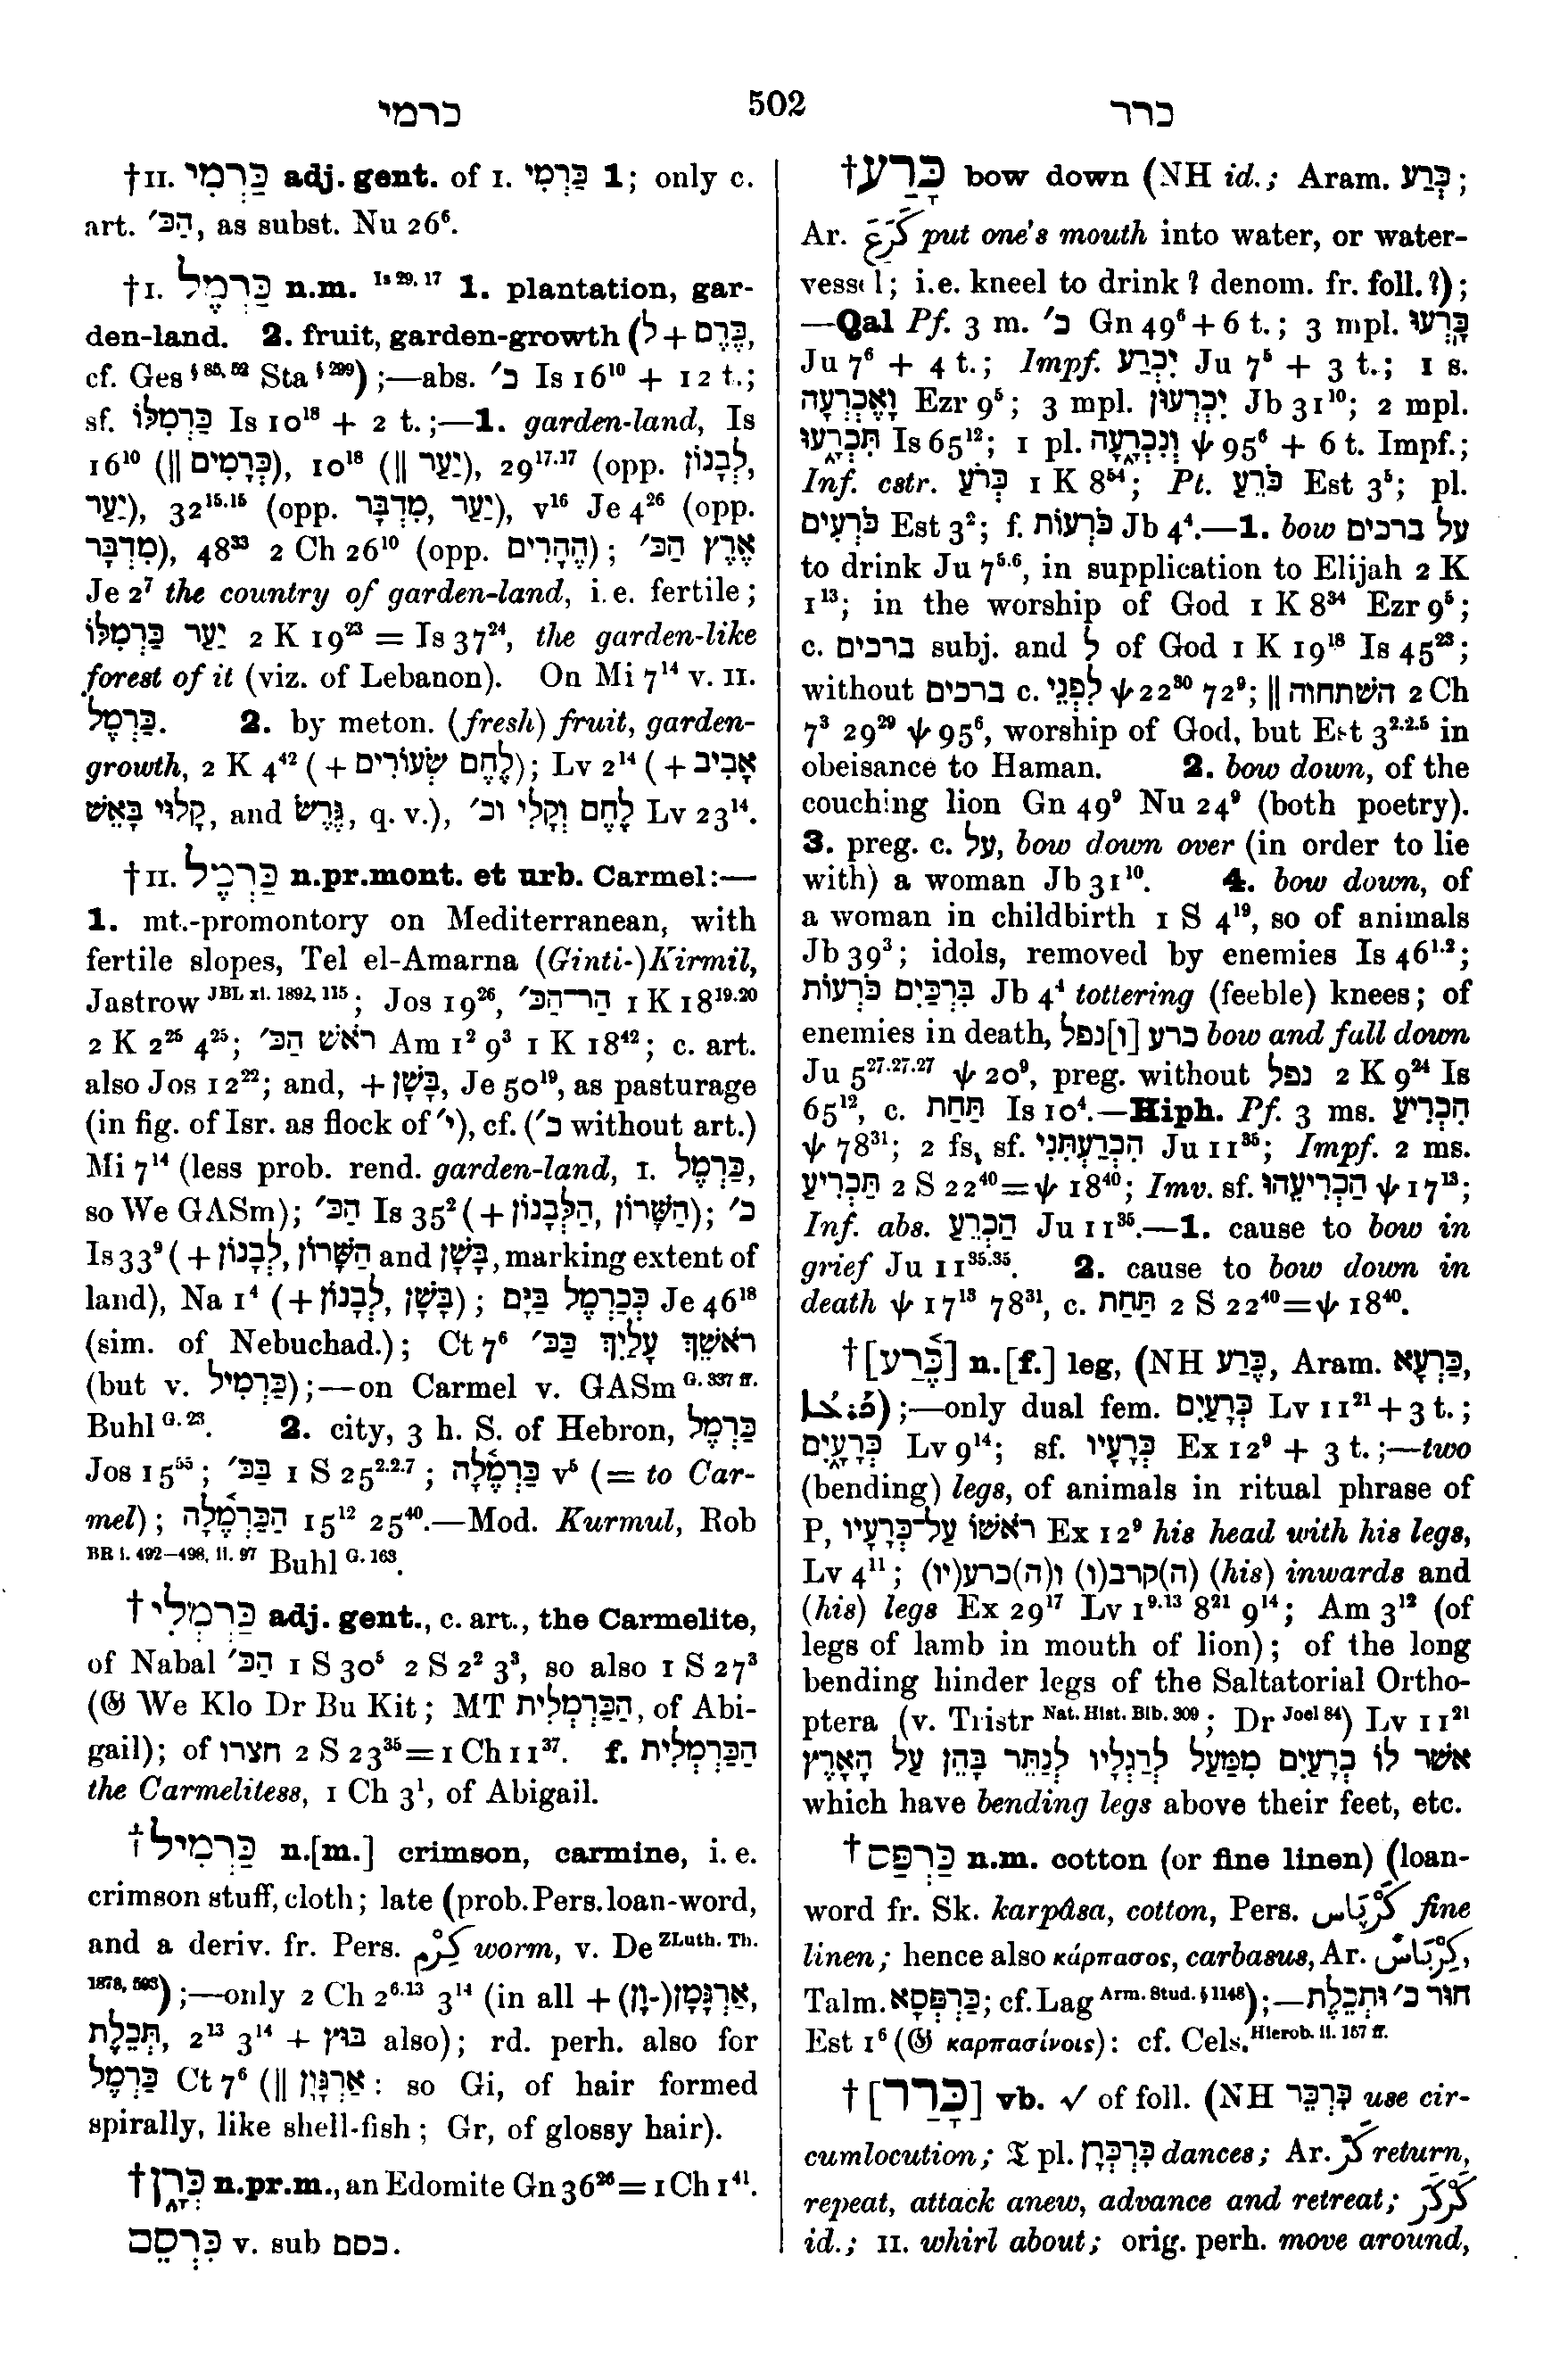 כרמי 502 כרר
†II. כַּרְמִי adj. gent. of I. כַּרְמִי 1; only c.
art. הַכּ׳, as subst. Nu 26⁶.
†I. כַּרְמֶל n.m. Is 29, 17 1. plantation, gar-
den-land. 2. fruit, garden-growth (כֶּרֶם + ל,
cf. Ges § 85, 52 Sta § 299) ;—abs. כ׳ Is 16¹⁰ + 12 t.;
sf. כַּרְמִלּוֹ Is 10¹⁸ + 2 t. ;—1. garden-land, Is
16¹⁰ (|| כְּרָמִים), 10¹⁸ (|| יַעַר), 29¹⁷·¹⁷ (opp. לְבָנוֹן,
יַעַר), 32¹⁵·¹⁵ (opp. מִדְבָּר, יַעַר), v¹⁶ Je 4²⁶ (opp.
מִדְבָּר), 48³³ 2 Ch 26¹⁰ (opp. הֶהָרִים) ; אֶרֶץ הַכּ׳
Je 2⁷ the country of garden-land, i. e. fertile ;
יַעַר כַּרְמִלּוֹ 2 K 19²³ = Is 37²⁴, the garden-like
forest of it (viz. of Lebanon). On Mi 7¹⁴ v. II.
כַּרְמֶל. 2. by meton. (fresh) fruit, garden-
growth, 2 K 4⁴² ( + לֶחֶם שְׂעוֹרִים); Lv 2¹⁴ ( + אָבִיב
קָלוּי בָּאֵשׁ, and גֶּרֶשׂ, q. v.), לֶחֶם וְקָלִי וכ׳ Lv 23¹⁴.
†II. כַּרְמֶל n.pr.mont. et urb. Carmel :—
1. mt.-promontory on Mediterranean, with
fertile slopes, Tel el-Amarna (Ginti-)Kirmil,
Jastrow JBL xi. 1892, 115 ; Jos 19²⁶, הר־הַכּ׳ 1 K 18¹⁹·²⁰
2 K 2²⁵ 4²⁵; רֹאשׁ הַכּ׳ Am 1² 9³ 1 K 18⁴²; c. art.
also Jos 12²²; and, + בָּשָׁן, Je 50¹⁹, as pasturage
(in fig. of Isr. as flock of י׳), cf. (כ׳ without art.)
Mi 7¹⁴ (less prob. rend. garden-land, I. כַּרְמֶל,
so We GASm); הַכּ׳ Is 35² ( + הַלְּבָנוֹן, הַשָּׁרוֹן); כ׳
Is 33⁹ ( + לְבָנוֹן, הַשָּׁרוֹן and בָּשָׁן, marking extent of
land), Na 1⁴ (+ לְבָנוֹן, בָּשָׁן) ; כְּכַרְמֶל בַּיָּם Je 46¹⁸
(sim. of Nebuchad.) ; Ct 7⁶ רֹאשֵׁךְ עָלַיִךְ כַּכּ׳
(but v. כַּרְמִיל) ;—on Carmel v. GASm G. 337 ff.
Buhl G. 23. 2. city, 3 h. S. of Hebron, כַּרְמֶל
Jos 15⁵⁵ ; בַּכּ׳ 1 S 25²·²·⁷ ; כַּרְמֶלָה v⁵ (= to Car-
mel) ; הַכַּרְמֶלָה 15¹² 25⁴⁰.—Mod. Kurmul, Rob
BR i. 492–498, ii. 97 Buhl G. 163.
†כַּרְמְלִי adj. gent., c. art., the Carmelite,
of Nabal הַכּ׳ 1 S 30⁵ 2 S 2² 3³, so also 1 S 27³
(𝔊 We Klo Dr Bu Kit ; MT הַכַּרְמְלִית, of Abi-
gail) ; of חצרו 2 S 23³⁵ = 1 Ch 11³⁷. f. הַכַּרְמְלִית
the Carmelitess, 1 Ch 3¹, of Abigail.
†כַּרְמִיל n.[m.] crimson, carmine, i. e.
crimson stuff, cloth ; late (prob. Pers. loan-word,
and a deriv. fr. Pers. كرْم worm, v. De ZLuth. Th.
1878, 593) ;—only 2 Ch 2⁶·¹³ 3¹⁴ (in all + אַרְגָּמָן(-וָן),
תְּכֵלֶת, 2¹³ 3¹⁴ + בּוּץ also) ; rd. perh. also for
כַּרְמֶל Ct 7⁶ (|| אַרְגָּמָן : so Gi, of hair formed
spirally, like shell-fish ; Gr, of glossy hair).
†כְּרָן n.pr.m., an Edomite Gn 36²⁶ = 1 Ch 1⁴¹.
כִּרְסֵם v. sub כסם.
†כָּרַע bow down (NH id. ; Aram. כְּרַע ;
Ar. كَرَعَ put one's mouth into water, or water-
vessel ; i.e. kneel to drink ? denom. fr. foll. ?) ;
—Qal Pf. 3 m. כ׳ Gn 49⁶ + 6 t. ; 3 mpl. כָּרְעוּ
Ju 7⁶ + 4 t. ; Impf. יִכְרַע Ju 7⁵ + 3 t. ; 1 s.
וָאֶכְרְעָה Ezr 9⁵; 3 mpl. יִכְרְעוּן Jb 31¹⁰; 2 mpl.
תִּכְרָעוּ Is 65¹²; 1 pl. וְנִכְרָעָה ψ 95⁶ + 6 t. Impf.;
Inf. cstr. כְּרֹעַ 1 K 8⁵⁴; Pt. כֹּרֵעַ Est 3⁵; pl.
כֹּרְעִים Est 3²; f. כֹּרְעוֹת Jb 4⁴.—1. bow על ברכים
to drink Ju 7⁵·⁶, in supplication to Elijah 2 K
1¹³; in the worship of God 1 K 8³⁴ Ezr 9⁵;
c. ברכים subj. and ל of God 1 K 19¹⁸ Is 45²³;
without ברכים c. לִפְנֵי ψ 22³⁰ 72⁹; || השתחוה 2 Ch
7³ 29²⁹ ψ 95⁶, worship of God, but Est 3²·²·⁵ in
obeisance to Haman. 2. bow down, of the
couching lion Gn 49⁹ Nu 24⁹ (both poetry).
3. preg. c. על, bow down over (in order to lie
with) a woman Jb 31¹⁰. 4. bow down, of
a woman in childbirth 1 S 4¹⁹, so of animals
Jb 39³; idols, removed by enemies Is 46¹·²;
בִּרְכַּיִם כֹּרְעוֹת Jb 4⁴ tottering (feeble) knees ; of
enemies in death, כרע [ו]נפל bow and fall down
Ju 5²⁷·²⁷·²⁷ ψ 20⁹, preg. without נפל 2 K 9²⁴ Is
65¹², c. תַּחַת Is 10⁴.—Hiph. Pf. 3 ms. הִכְרִיעַ
ψ 78³¹; 2 fs, sf. הִכְרַעְתִּנִי Ju 11³⁵; Impf. 2 ms.
תַּכְרִיעַ 2 S 22⁴⁰ = ψ 18⁴⁰; Imv. sf. הַכְרִיעֵהוּ ψ 17¹³;
Inf. abs. הַכְרֵעַ Ju 11³⁵.—1. cause to bow in
grief Ju 11³⁵·³⁵. 2. cause to bow down in
death ψ 17¹³ 78³¹, c. תַּחַת 2 S 22⁴⁰ = ψ 18⁴⁰.
†[כֶּרַע] n.[f.] leg, (NH כֶּרַע, Aram. כַּרְעָא,
ܟܪܥܐ) ;—only dual fem. כְּרָעַיִם Lv 11²¹ + 3 t. ;
כְּרָעָיִם Lv 9¹⁴; sf. כְּרָעָיו Ex 12⁹ + 3 t. ;—two
(bending) legs, of animals in ritual phrase of
P, רֹאשׁוֹ עַל־כְּרָעָיו Ex 12⁹ his head with his legs,
Lv 4¹¹ ; (ה)קרב(ו) ו(ה)כרע(יו) (his) inwards and
(his) legs Ex 29¹⁷ Lv 1⁹·¹³ 8²¹ 9¹⁴; Am 3¹² (of
legs of lamb in mouth of lion) ; of the long
bending hinder legs of the Saltatorial Ortho-
ptera (v. Tristr Nat. Hist. Bib. 309 ; Dr Joel 84) Lv 11²¹
אשר לוֹ כְרָעַיִם מִמַּעַל לְרַגְלָיו לְנַתֵּר בָּהֵן עַל הָאָרֶץ
which have bending legs above their feet, etc.
†כַּרְפַּס n.m. cotton (or fine linen) (loan-
word fr. Sk. karpâsa, cotton, Pers. كرْپَاس fine
linen ; hence also κάρπασος, carbasus, Ar. كِرْبَاسٌ,
Talm. כַּרְפְּסָא; cf. Lag Arm. Stud. § 1148) ;—חוּר כ׳ וּתְכֵלֶת
Est 1⁶ (𝔊 καρπασίνοις) : cf. Cels. Hierob. ii. 157 ff.
†[כָּרַר] vb. √ of foll. (NH כִּרְכֵּר use cir-
cumlocution ; 𝔗 pl. כִּרְכָּן dances ; Ar. كَرَّ return,
repeat, attack anew, advance and retreat ; كَرْكَرَ
id. ; II. whirl about ; orig. perh. move around,